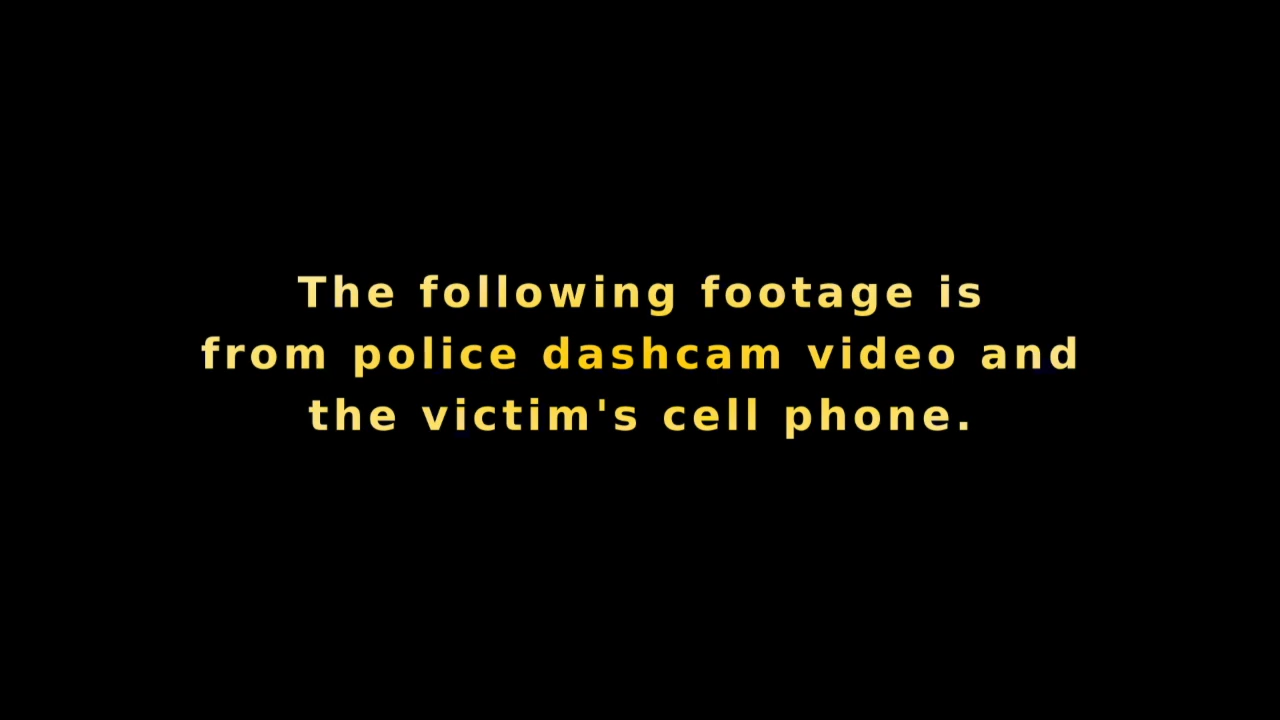 The following footage is
from police dashcam video and
the victim's cell phone.